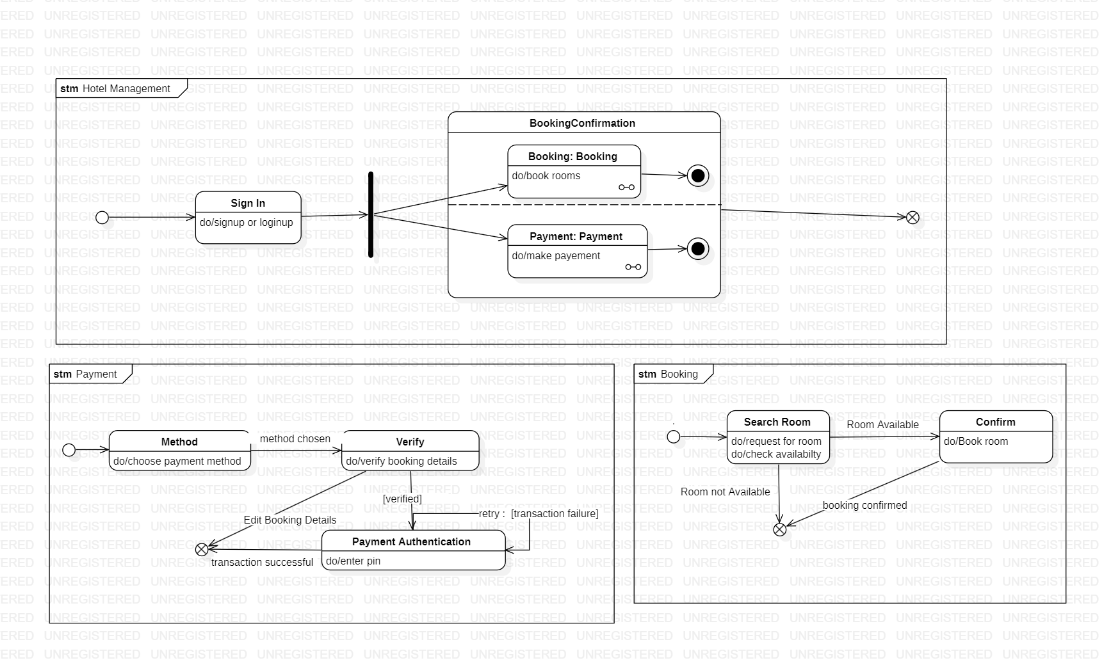 stm Hotel Management
BookingConfirmation
Booking: Booking
do/book rooms
Sign In
do/signup or loginup
Payment: Payment
do/make payement
stm Payment
Method
do/choose payment method
method chosen
Verify
do/verify booking details
[verified]
Edit Booking Details
retry : [transaction failure]
Payment Authentication
do/enter pin
transaction successful
stm Booking
Search Room
do/request for room
do/check availabilty
Room Available
Confirm
do/Book room
Room not Available
booking confirmed
UNREGISTERED